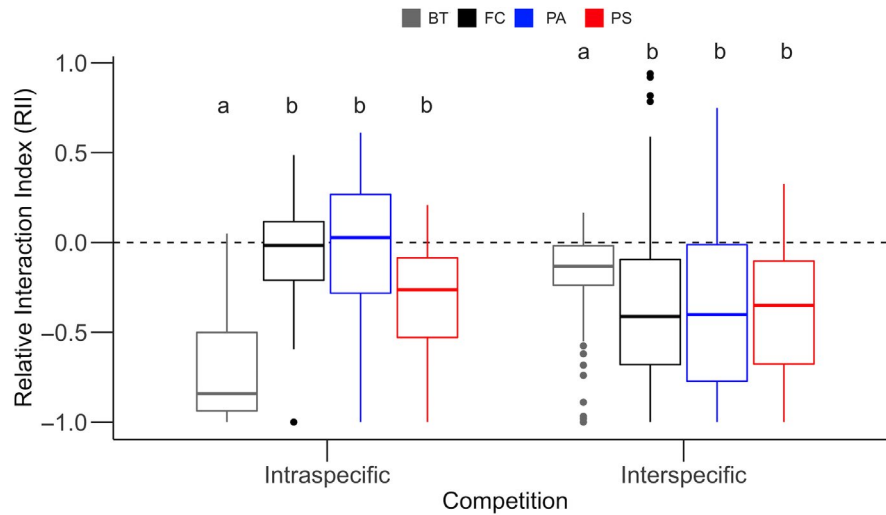 BT FC PA PS
Relative Interaction Index (RII)
1.0
0.5
0.0
−0.5
−1.0
a b b b
a b b b
Intraspecific Interspecific
Competition